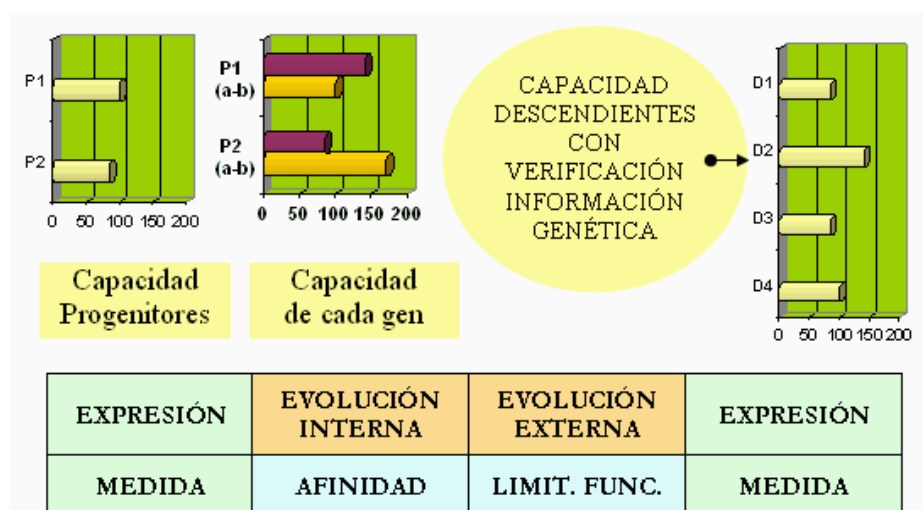 P1
P2
0 50 100 150 200
Capacidad
Progenitores
P1
(a-b)
P2
(a-b)
0 50 100 150 200
Capacidad
de cada gen
CAPACIDAD
DESCENDIENTES
CON
VERIFICACIÓN
INFORMACIÓN
GENÉTICA
D1
D2
D3
D4
0 50 100 150 200
EXPRESIÓN
EVOLUCIÓN
INTERNA
EVOLUCIÓN
EXTERNA
EXPRESIÓN
MEDIDA
AFINIDAD
LIMIT. FUNC.
MEDIDA